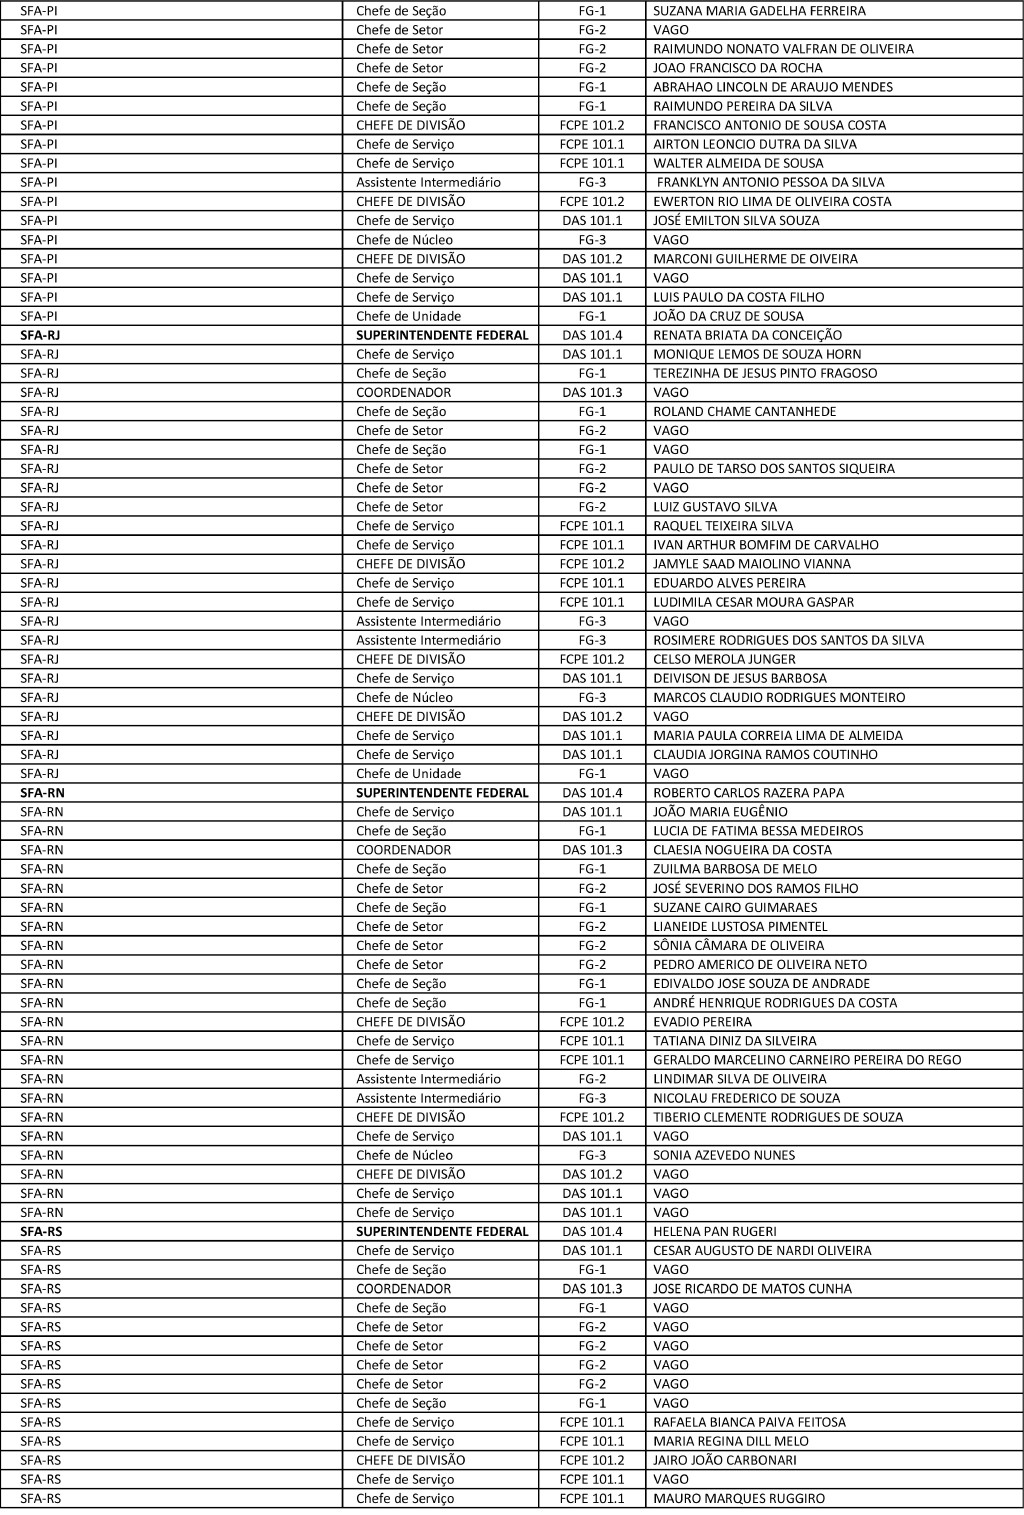 SFA-PI Chefe de Seção FG-1 SUZANA MARIA GADELHA FERREIRA
SFA-PI Chefe de Setor FG-2 VAGO
SFA-PI Chefe de Setor FG-2 RAIMUNDO NONATO VALFRAN DE OLIVEIRA
SFA-PI Chefe de Setor FG-2 JOAO FRANCISCO DA ROCHA
SFA-PI Chefe de Seção FG-1 ABRAHAO LINCOLN DE ARAUJO MENDES
SFA-PI Chefe de Seção FG-1 RAIMUNDO PEREIRA DA SILVA
SFA-PI CHEFE DE DIVISÃO FCPE 101.2 FRANCISCO ANTONIO DE SOUSA COSTA
SFA-PI Chefe de Serviço FCPE 101.1 AIRTON LEONCIO DUTRA DA SILVA
SFA-PI Chefe de Serviço FCPE 101.1 WALTER ALMEIDA DE SOUSA
SFA-PI Assistente Intermediário FG-3 FRANKLYN ANTONIO PESSOA DA SILVA
SFA-PI CHEFE DE DIVISÃO FCPE 101.2 EWERTON RIO LIMA DE OLIVEIRA COSTA
SFA-PI Chefe de Serviço DAS 101.1 JOSÉ EMILTON SILVA SOUZA
SFA-PI Chefe de Núcleo FG-3 VAGO
SFA-PI CHEFE DE DIVISÃO DAS 101.2 MARCONI GUILHERME DE OIVEIRA
SFA-PI Chefe de Serviço DAS 101.1 VAGO
SFA-PI Chefe de Serviço DAS 101.1 LUIS PAULO DA COSTA FILHO
SFA-PI Chefe de Unidade FG-1 JOÃO DA CRUZ DE SOUSA
SFA-RJ SUPERINTENDENTE FEDERAL DAS 101.4 RENATA BRIATA DA CONCEIÇÃO
SFA-RJ Chefe de Serviço DAS 101.1 MONIQUE LEMOS DE SOUZA HORN
SFA-RJ Chefe de Seção FG-1 TEREZINHA DE JESUS PINTO FRAGOSO
SFA-RJ COORDENADOR DAS 101.3 VAGO
SFA-RJ Chefe de Seção FG-1 ROLAND CHAME CANTANHEDE
SFA-RJ Chefe de Setor FG-2 VAGO
SFA-RJ Chefe de Seção FG-1 VAGO
SFA-RJ Chefe de Setor FG-2 PAULO DE TARSO DOS SANTOS SIQUEIRA
SFA-RJ Chefe de Setor FG-2 VAGO
SFA-RJ Chefe de Setor FG-2 LUIZ GUSTAVO SILVA
SFA-RJ Chefe de Serviço FCPE 101.1 RAQUEL TEIXEIRA SILVA
SFA-RJ Chefe de Serviço FCPE 101.1 IVAN ARTHUR BOMFIM DE CARVALHO
SFA-RJ CHEFE DE DIVISÃO FCPE 101.2 JAMYLE SAAD MAIOLINO VIANNA
SFA-RJ Chefe de Serviço FCPE 101.1 EDUARDO ALVES PEREIRA
SFA-RJ Chefe de Serviço FCPE 101.1 LUDIMILA CESAR MOURA GASPAR
SFA-RJ Assistente Intermediário FG-3 VAGO
SFA-RJ Assistente Intermediário FG-3 ROSIMERE RODRIGUES DOS SANTOS DA SILVA
SFA-RJ CHEFE DE DIVISÃO FCPE 101.2 CELSO MEROLA JUNGER
SFA-RJ Chefe de Serviço DAS 101.1 DEIVISON DE JESUS BARBOSA
SFA-RJ Chefe de Núcleo FG-3 MARCOS CLAUDIO RODRIGUES MONTEIRO
SFA-RJ CHEFE DE DIVISÃO DAS 101.2 VAGO
SFA-RJ Chefe de Serviço DAS 101.1 MARIA PAULA CORREIA LIMA DE ALMEIDA
SFA-RJ Chefe de Serviço DAS 101.1 CLAUDIA JORGINA RAMOS COUTINHO
SFA-RJ Chefe de Unidade FG-1 VAGO
SFA-RN SUPERINTENDENTE FEDERAL DAS 101.4 ROBERTO CARLOS RAZERA PAPA
SFA-RN Chefe de Serviço DAS 101.1 JOÃO MARIA EUGÊNIO
SFA-RN Chefe de Seção FG-1 LUCIA DE FATIMA BESSA MEDEIROS
SFA-RN COORDENADOR DAS 101.3 CLAESIA NOGUEIRA DA COSTA
SFA-RN Chefe de Seção FG-1 ZUILMA BARBOSA DE MELO
SFA-RN Chefe de Setor FG-2 JOSÉ SEVERINO DOS RAMOS FILHO
SFA-RN Chefe de Seção FG-1 SUZANE CAIRO GUIMARAES
SFA-RN Chefe de Setor FG-2 LIANEIDE LUSTOSA PIMENTEL
SFA-RN Chefe de Setor FG-2 SÔNIA CÂMARA DE OLIVEIRA
SFA-RN Chefe de Setor FG-2 PEDRO AMERICO DE OLIVEIRA NETO
SFA-RN Chefe de Seção FG-1 EDIVALDO JOSE SOUZA DE ANDRADE
SFA-RN Chefe de Seção FG-1 ANDRÉ HENRIQUE RODRIGUES DA COSTA
SFA-RN CHEFE DE DIVISÃO FCPE 101.2 EVADIO PEREIRA
SFA-RN Chefe de Serviço FCPE 101.1 TATIANA DINIZ DA SILVEIRA
SFA-RN Chefe de Serviço FCPE 101.1 GERALDO MARCELINO CARNEIRO PEREIRA DO REGO
SFA-RN Assistente Intermediário FG-2 LINDIMAR SILVA DE OLIVEIRA
SFA-RN Assistente Intermediário FG-3 NICOLAU FREDERICO DE SOUZA
SFA-RN CHEFE DE DIVISÃO FCPE 101.2 TIBERIO CLEMENTE RODRIGUES DE SOUZA
SFA-RN Chefe de Serviço DAS 101.1 VAGO
SFA-RN Chefe de Núcleo FG-3 SONIA AZEVEDO NUNES
SFA-RN CHEFE DE DIVISÃO DAS 101.2 VAGO
SFA-RN Chefe de Serviço DAS 101.1 VAGO
SFA-RN Chefe de Serviço DAS 101.1 VAGO
SFA-RS SUPERINTENDENTE FEDERAL DAS 101.4 HELENA PAN RUGERI
SFA-RS Chefe de Serviço DAS 101.1 CESAR AUGUSTO DE NARDI OLIVEIRA
SFA-RS Chefe de Seção FG-1 VAGO
SFA-RS COORDENADOR DAS 101.3 JOSE RICARDO DE MATOS CUNHA
SFA-RS Chefe de Seção FG-1 VAGO
SFA-RS Chefe de Setor FG-2 VAGO
SFA-RS Chefe de Setor FG-2 VAGO
SFA-RS Chefe de Setor FG-2 VAGO
SFA-RS Chefe de Setor FG-2 VAGO
SFA-RS Chefe de Seção FG-1 VAGO
SFA-RS Chefe de Serviço FCPE 101.1 RAFAELA BIANCA PAIVA FEITOSA
SFA-RS Chefe de Serviço FCPE 101.1 MARIA REGINA DILL MELO
SFA-RS CHEFE DE DIVISÃO FCPE 101.2 JAIRO JOÃO CARBONARI
SFA-RS Chefe de Serviço FCPE 101.1 VAGO
SFA-RS Chefe de Serviço FCPE 101.1 MAURO MARQUES RUGGIRO